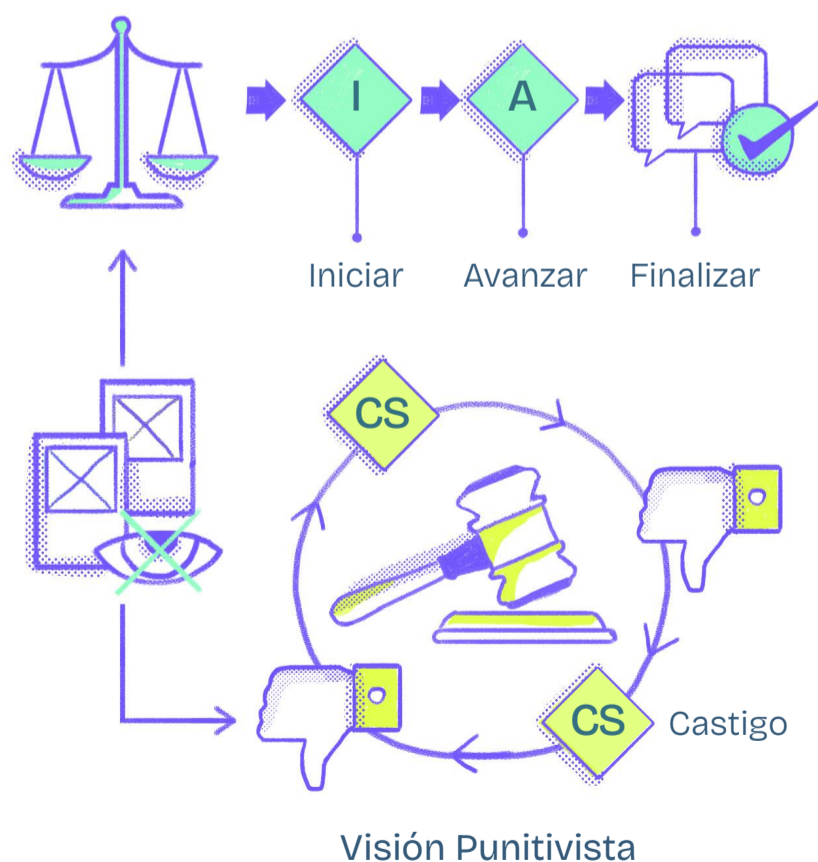 I
A
Iniciar
Avanzar
Finalizar
CS
CS
Castigo
Visión Punitivista